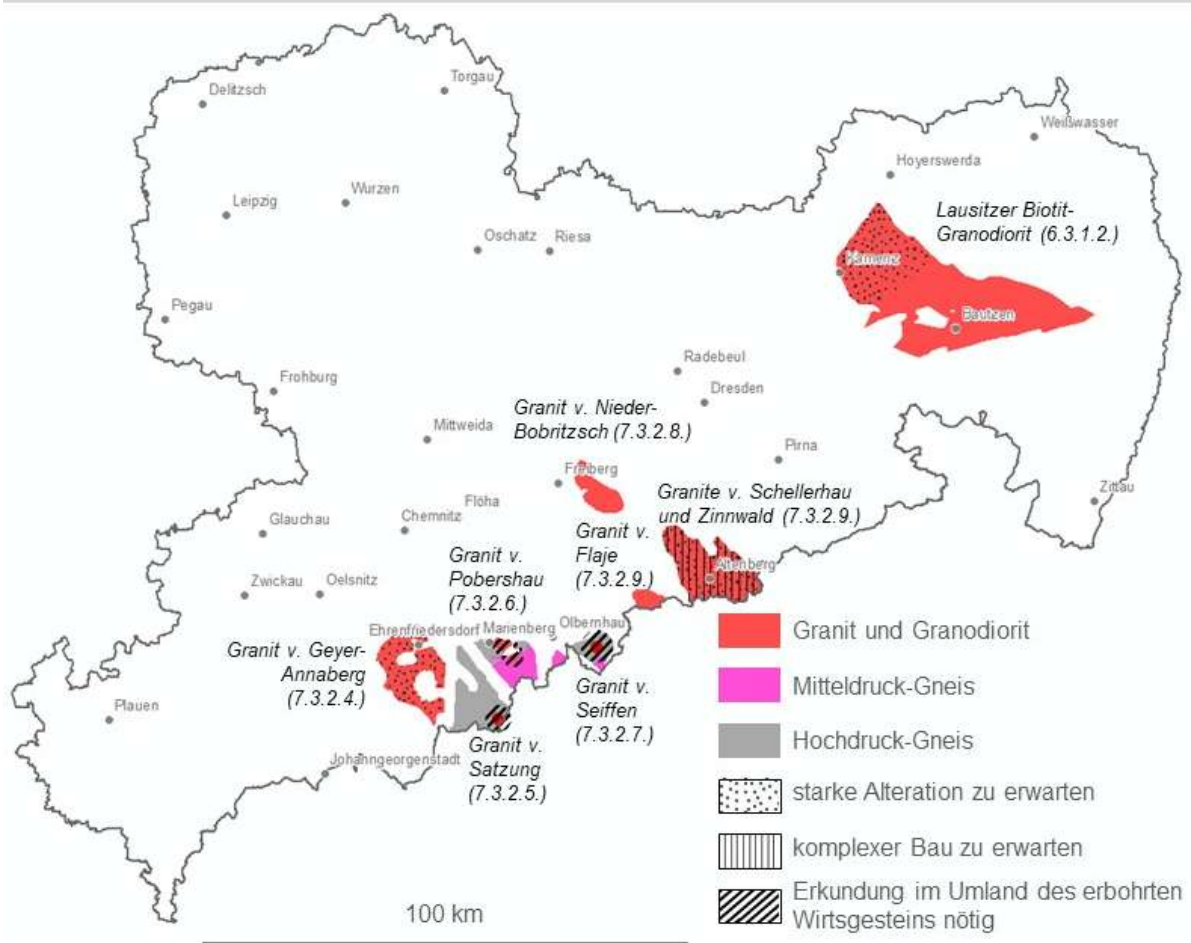 Torgau
Delitzsch
Weißwasser
Hoyerswerda
Wurzen
Leipzig
Lausitzer Biotit-
Granodiorit (6.3.1.2.)
Oschatz
Riesa
Kamenz
Pegau
Bautzen
Radebeul
Frohburg
Dresden
Granit v. Nieder-
Bobritzsch (7.3.2.8.)
Mittweida
Pirna
Freiberg
Zittau
Granite v. Schellerhau
und Zinnwald (7.3.2.9.)
Flöha
Chemnitz
Glauchau
Granit v.
Flaje
(7.3.2.9.)
Granit v.
Pobershau
(7.3.2.6.)
Altenberg
Zwickau
Oelsnitz
Olbernhau
Ehrenfriedersdorf
Marienberg
Granit v. Geyer-
Annaberg
(7.3.2.4.)
Granit v.
Seiffen
(7.3.2.7.)
Plauen
Granit v.
Satzung
(7.3.2.5.)
Johanngeorgenstadt
Granit und Granodiorit
Mitteldruck-Gneis
Hochdruck-Gneis
starke Alteration zu erwarten
komplexer Bau zu erwarten
Erkundung im Umland des erbohrten
Wirtsgesteins nötig
100 km